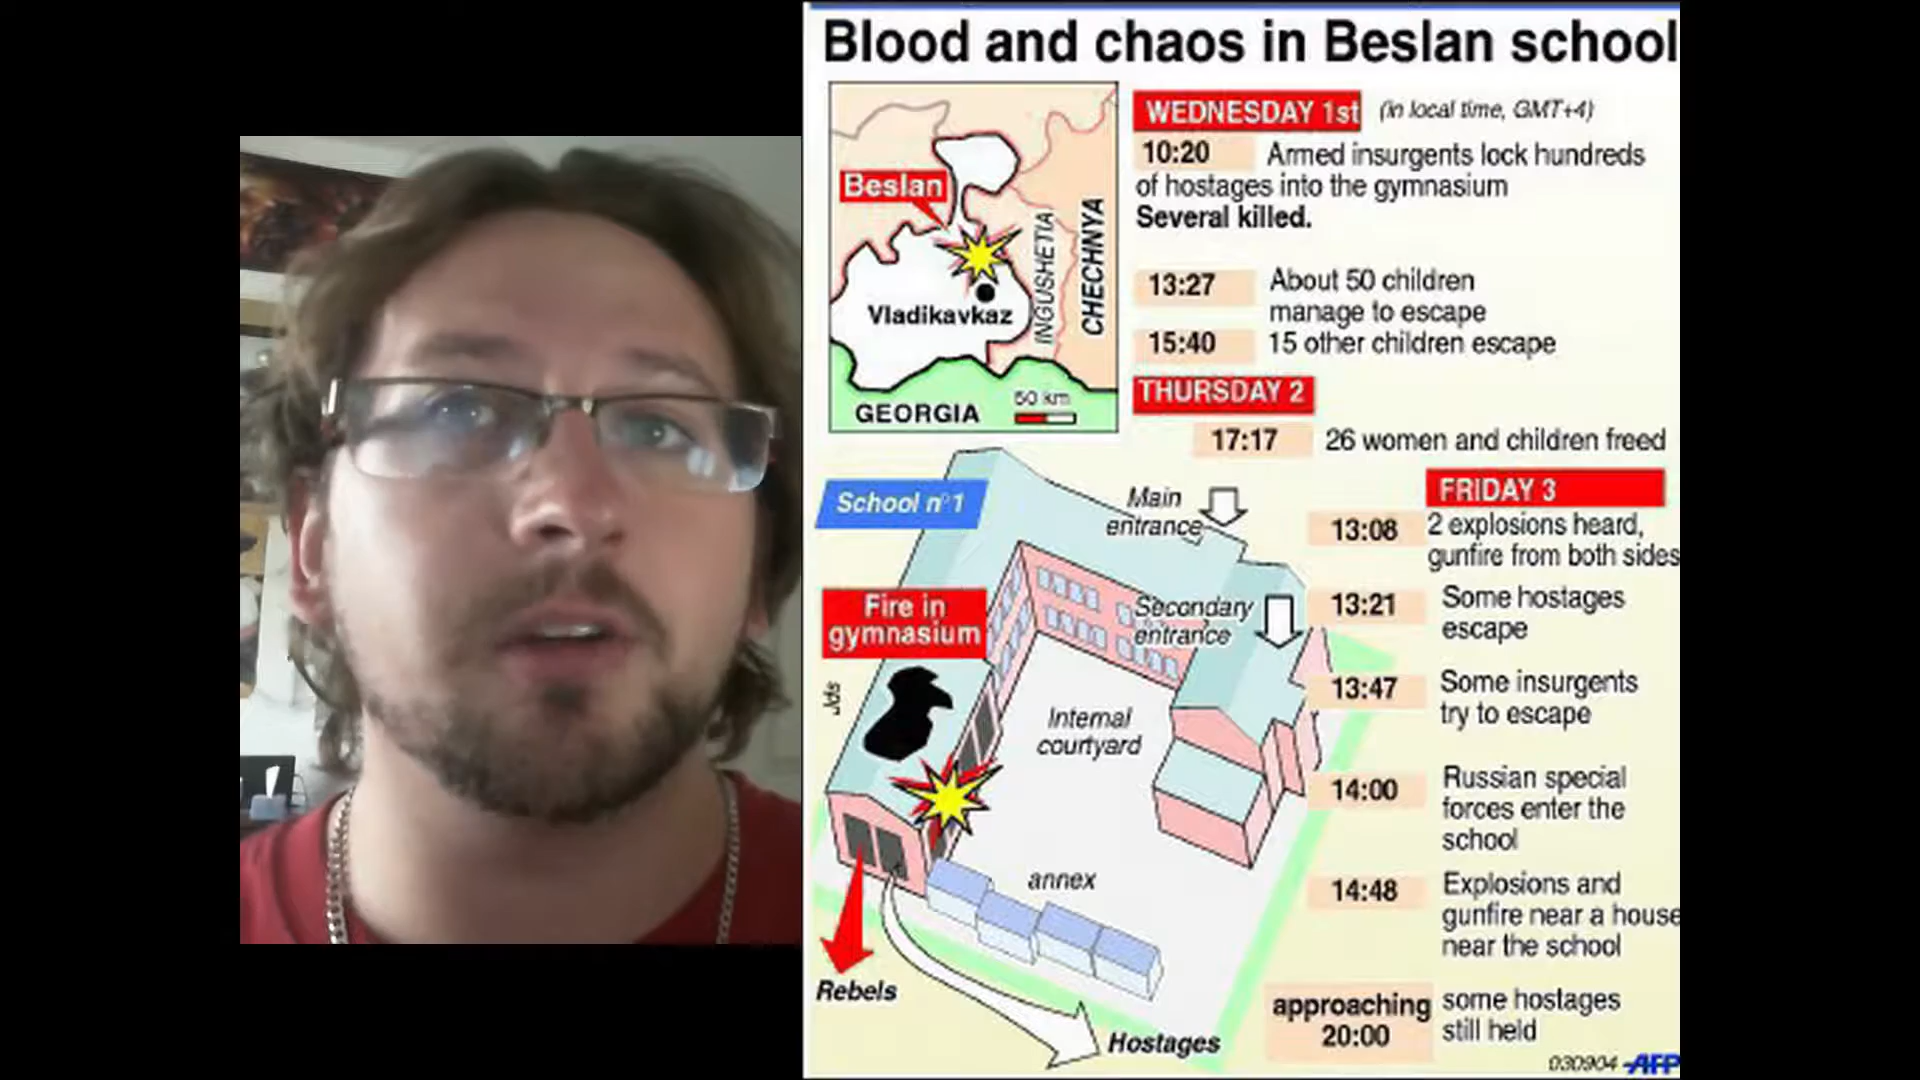 Blood and chaos in Beslan school
WEDNESDAY 1st (in local time, GMT+4)
10:20 Armed insurgents lock hundreds
of hostages into the gymnasium
Several killed.
13:27 About 50 children
manage to escape
15:40 15 other children escape
THURSDAY 2
17:17 26 women and children freed
Beslan
Vladikavkaz
INGUSHETIA
CHECHNYA
GEORGIA
50 km
School n°1
Main
entrance
Secondary
entrance
Fire in
gymnasium
Jds
Internal
courtyard
annex
Rebels
Hostages
FRIDAY 3
13:08 2 explosions heard,
gunfire from both sides
13:21 Some hostages
escape
13:47 Some insurgents
try to escape
14:00 Russian special
forces enter the
school
14:48 Explosions and
gunfire near a house
near the school
approaching
20:00
some hostages
still held
030904 AFP